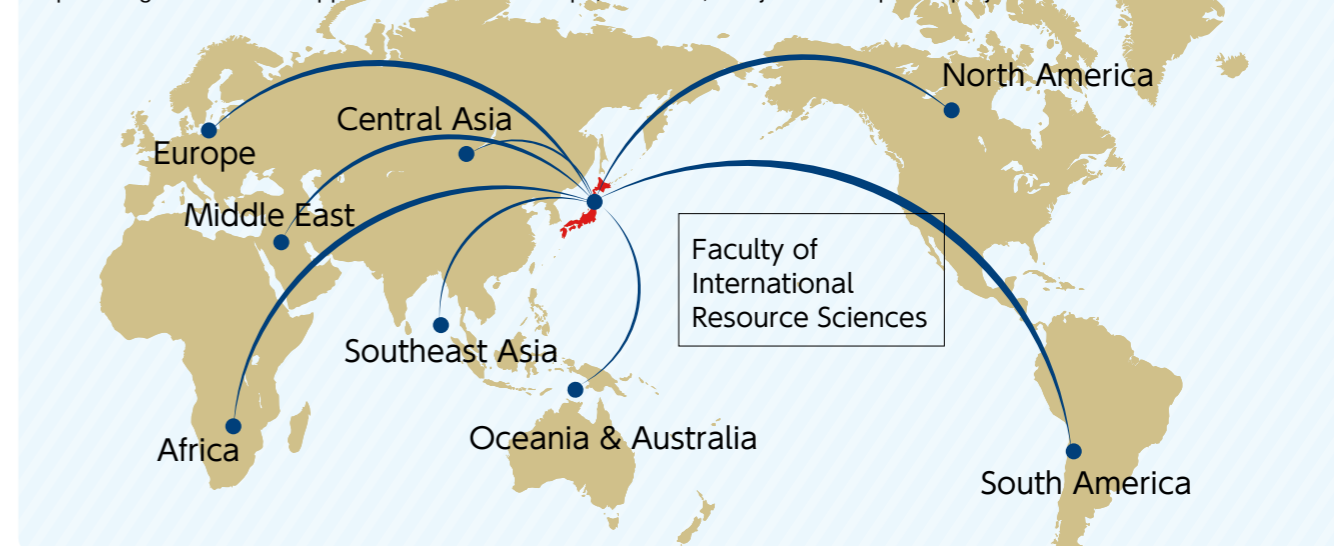 North America
Central Asia
Europe
Middle East
Faculty of
International
Resource Sciences
Southeast Asia
Oceania & Australia
Africa
South America